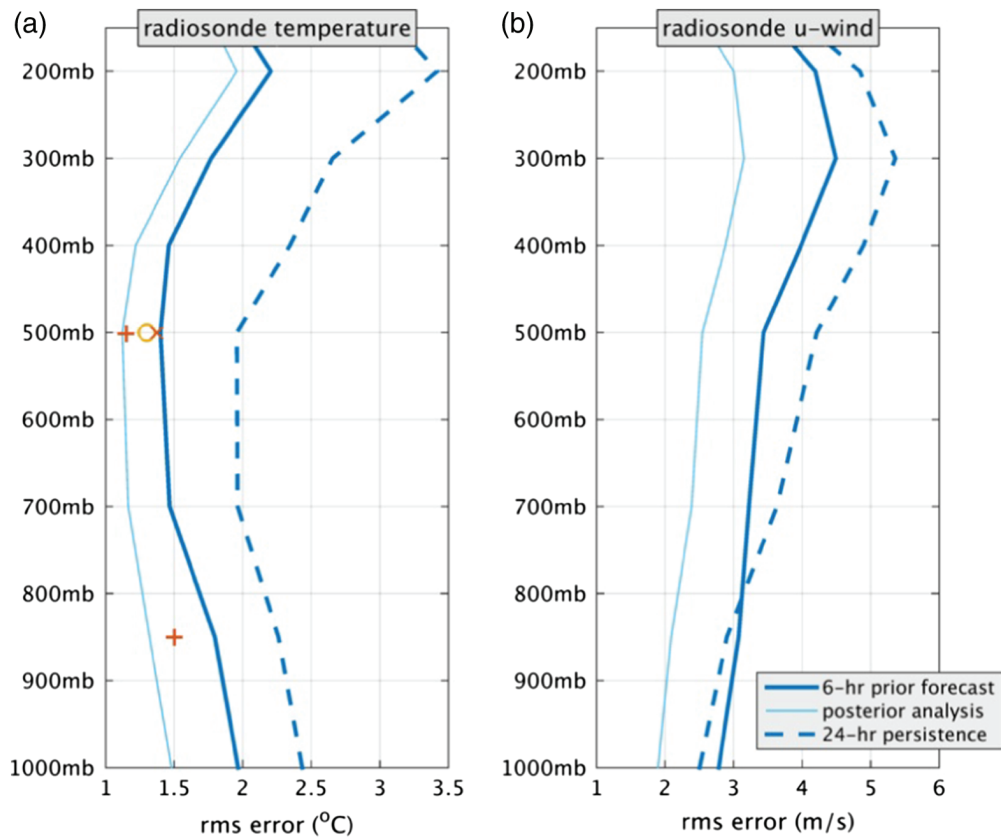 (a)
radiosonde temperature
200mb
300mb
400mb
500mb
600mb
700mb
800mb
900mb
1000mb
1 1.5 2 2.5 3 3.5
rms error (°C)
(b)
radiosonde u-wind
200mb
300mb
400mb
500mb
600mb
700mb
800mb
900mb
1000mb
6-hr prior forecast
posterior analysis
24-hr persistence
1 2 3 4 5 6
rms error (m/s)